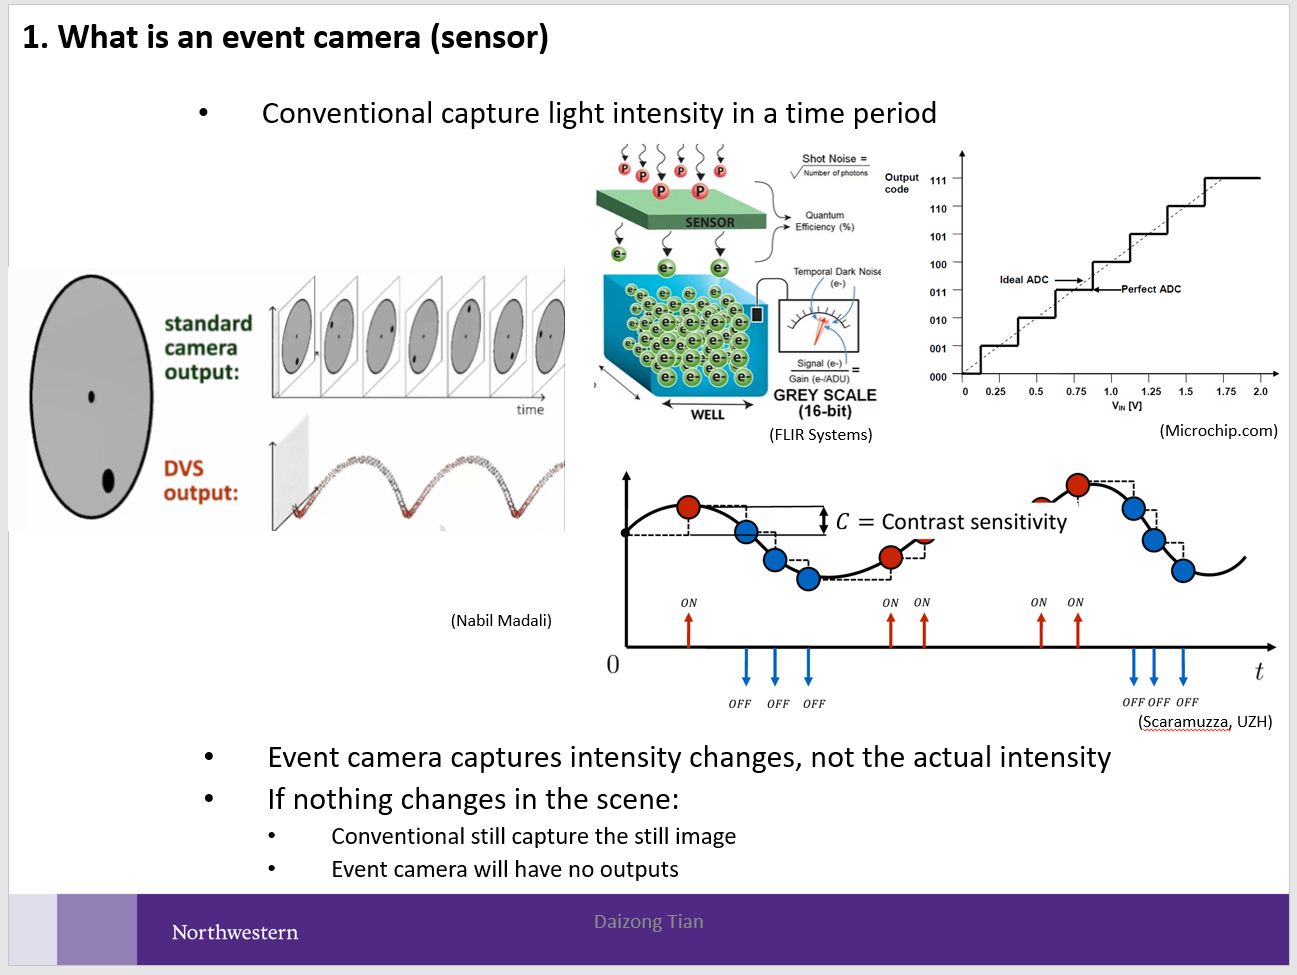 1. What is an event camera (sensor)
• Conventional capture light intensity in a time period
standard
camera
output:
time
DVS
output:
(Nabil Madali)
P P P P P
P P
Shot Noise =
√Number of photons
SENSOR
Quantum
Efficiency (%)
e-
e- e-
Temporal Dark Noise
(e-)
Signal (e-)
Gain (e-/ADU) =
GREY SCALE
(16-bit)
WELL
(FLIR Systems)
Output
code
111
110
101
100
011
010
001
000
Ideal ADC
Perfect ADC
0 0.25 0.5 0.75 1.0 1.25 1.5 1.75 2.0
VIN [V]
(Microchip.com)
C = Contrast sensitivity
ON ON ON ON ON
0 t
OFF OFF OFF OFF OFF OFF
(Scaramuzza, UZH)
• Event camera captures intensity changes, not the actual intensity
• If nothing changes in the scene:
• Conventional still capture the still image
• Event camera will have no outputs
Northwestern
Daizong Tian